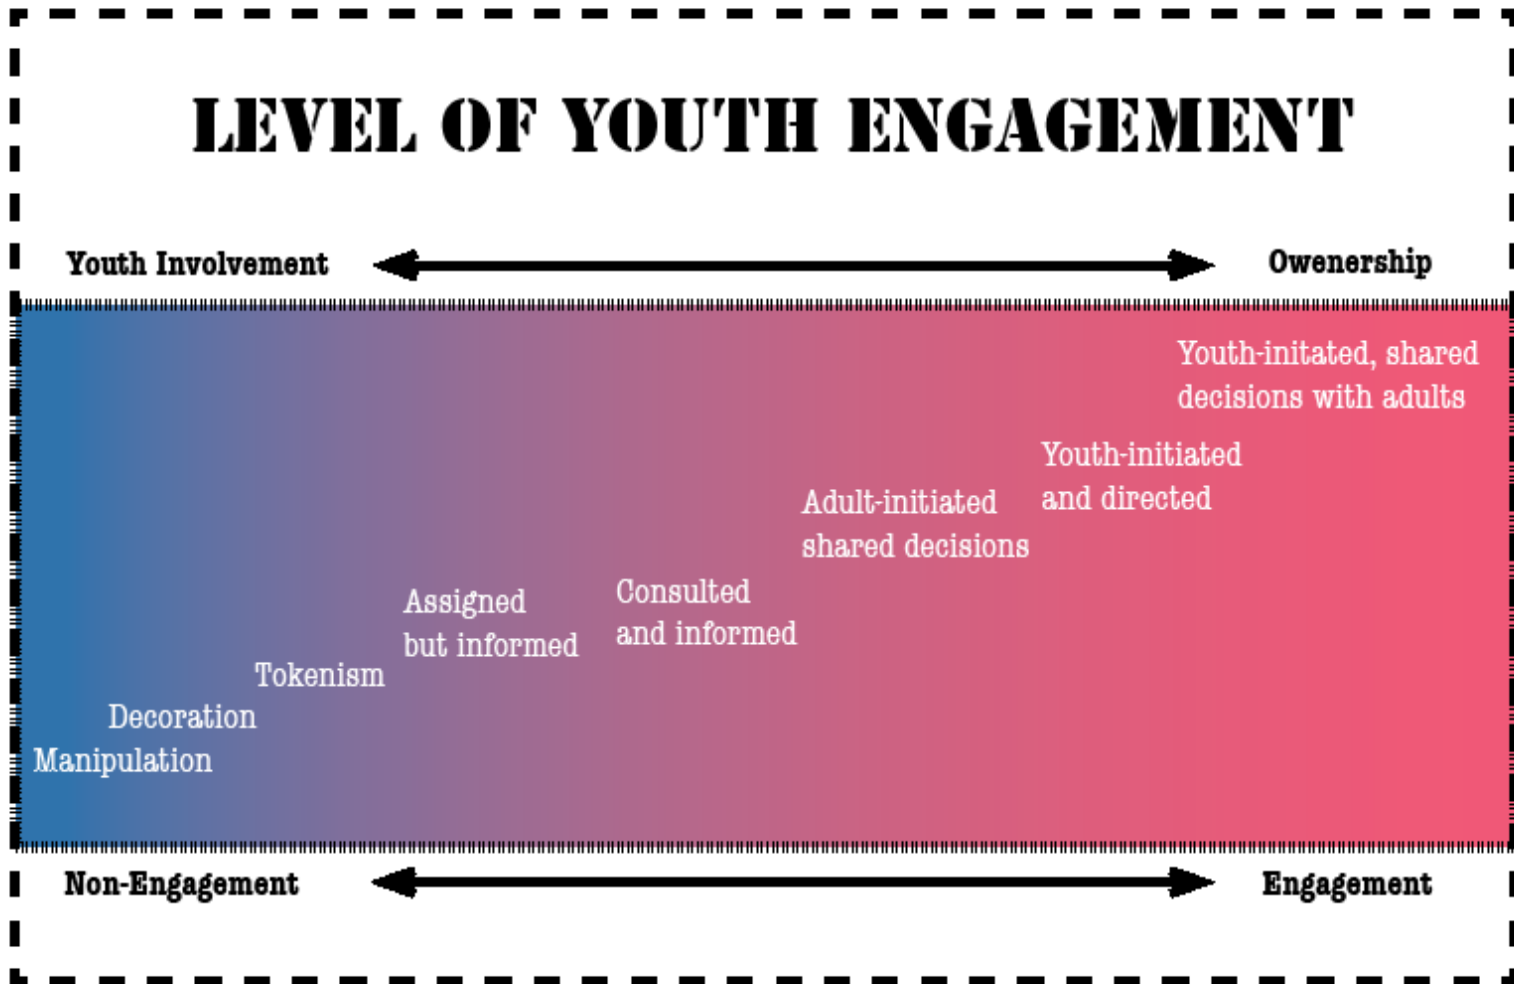 LEVEL OF YOUTH ENGAGEMENT
Youth Involvement
Owenership
Youth-initated, shared
decisions with adults
Youth-initiated
and directed
Adult-initiated
shared decisions
Consulted
and informed
Assigned
but informed
Tokenism
Decoration
Manipulation
Non-Engagement
Engagement